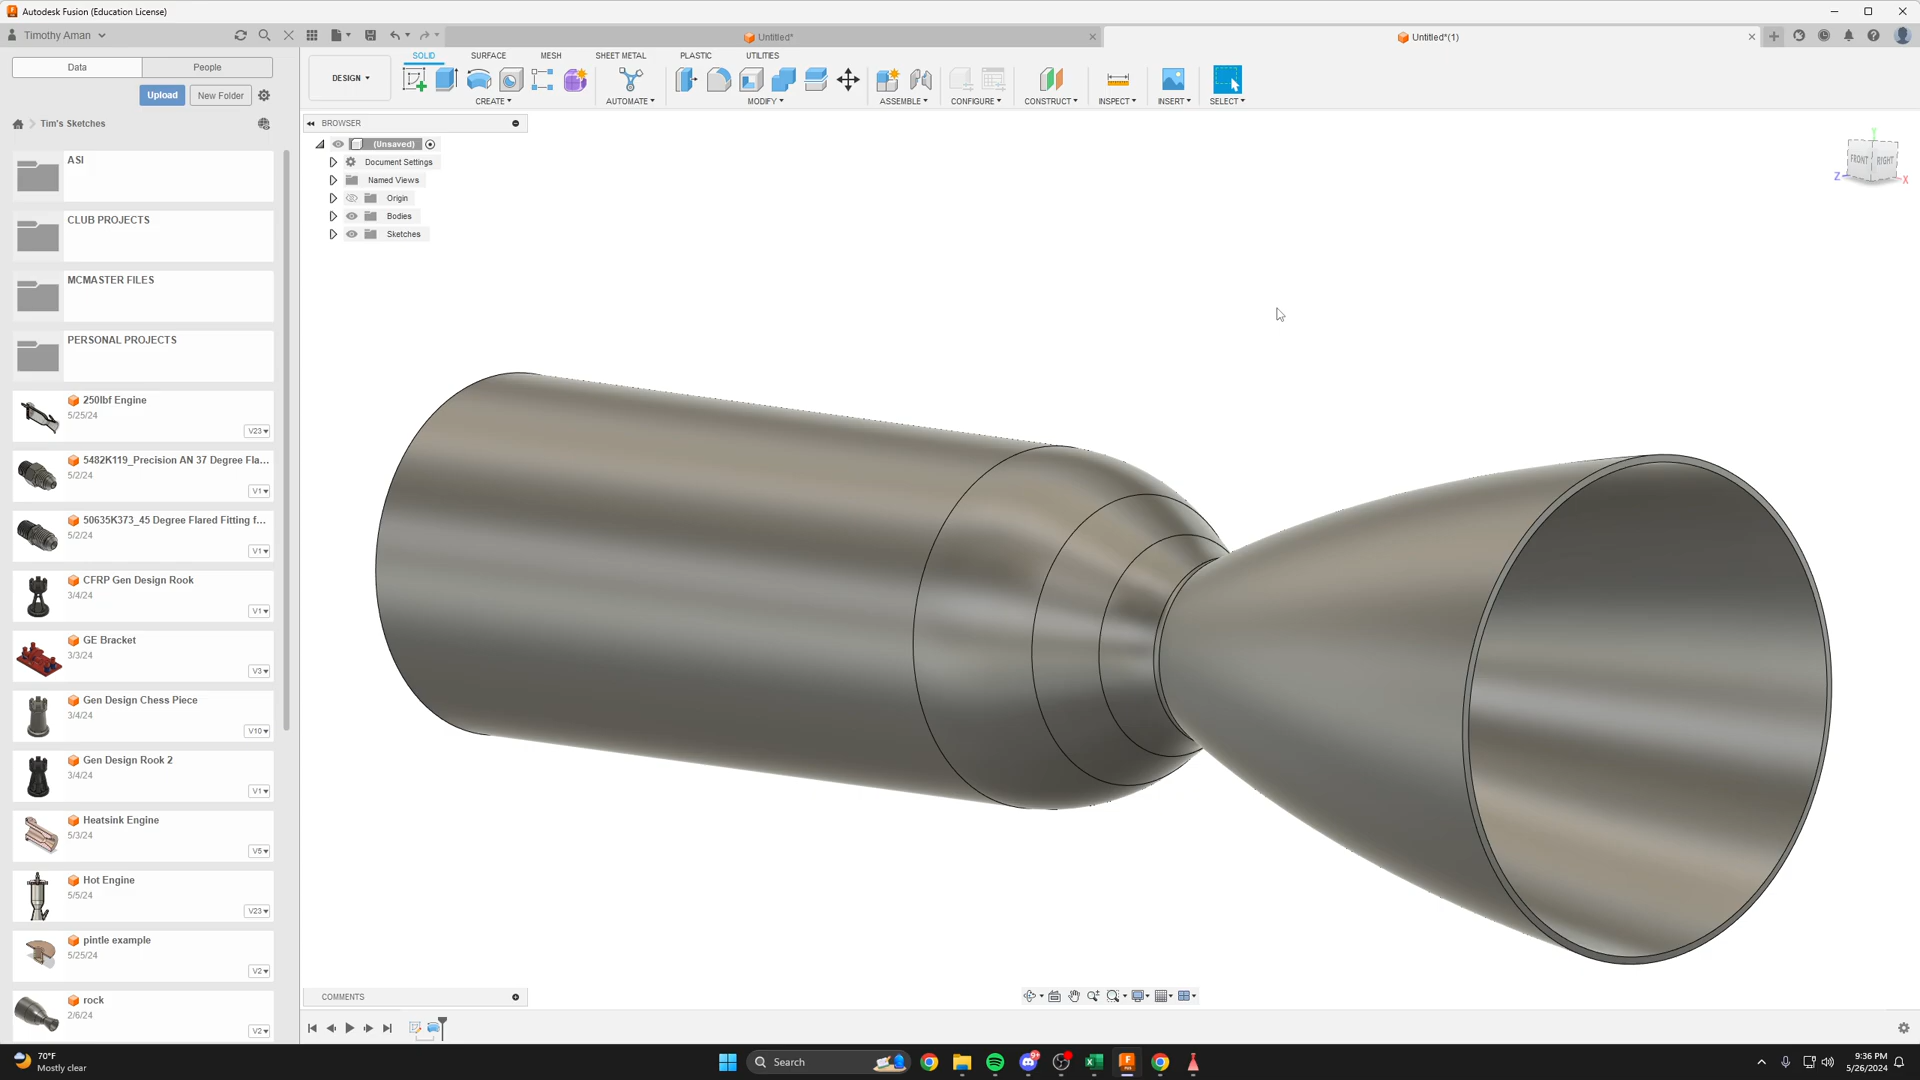 Autodesk Fusion (Education License)
Timothy Aman
Untitled*
Untitled*(1)
Data
People
Upload
New Folder
Tim's Sketches
ASI
CLUB PROJECTS
MCMASTER FILES
PERSONAL PROJECTS
250lbf Engine
5/25/24
V23
5482K119_Precision AN 37 Degree Fla...
5/2/24
V1
50635K373_45 Degree Flared Fitting f...
5/2/24
V1
CFRP Gen Design Rook
3/4/24
V1
GE Bracket
3/3/24
V3
Gen Design Chess Piece
3/4/24
V10
Gen Design Rook 2
3/4/24
V1
Heatsink Engine
5/3/24
V5
Hot Engine
5/5/24
V23
pintle example
5/25/24
V2
rock
2/6/24
V2
DESIGN
SOLID
SURFACE
MESH
SHEET METAL
PLASTIC
UTILITIES
CREATE
AUTOMATE
MODIFY
ASSEMBLE
CONFIGURE
CONSTRUCT
INSPECT
INSERT
SELECT
BROWSER
(Unsaved)
Document Settings
Named Views
Origin
Bodies
Sketches
Y
FRONT
RIGHT
Z
X
COMMENTS
70°F
Mostly clear
Search
9:36 PM
5/26/2024